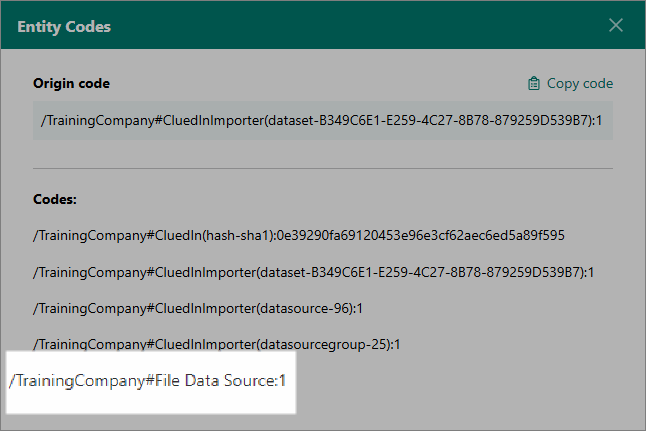 Entity Codes
Origin code
Copy code
/TrainingCompany#CluedInImporter(dataset-B349C6E1-E259-4C27-8B78-879259D539B7):1
Codes:
/TrainingCompany#CluedIn(hash-sha1):0e39290fa69120453e96e3cf62aec6ed5a89f595
/TrainingCompany#CluedInImporter(dataset-B349C6E1-E259-4C27-8B78-879259D539B7):1
/TrainingCompany#CluedInImporter(datasource-96):1
/TrainingCompany#CluedInImporter(datasourcegroup-25):1
/TrainingCompany#File Data Source:1